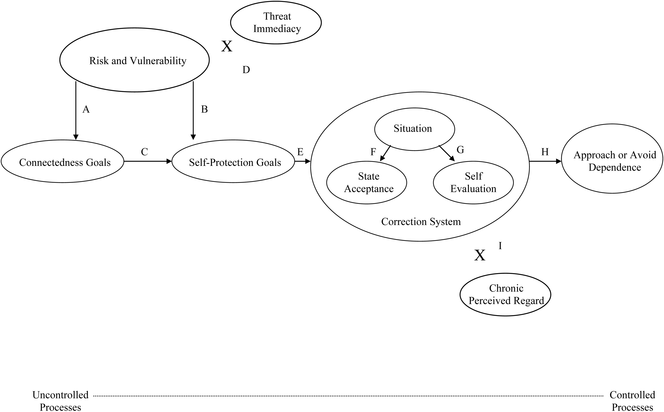 Threat
Immediacy
X
Risk and Vulnerability
D
A
B
Connectedness Goals
C
Self-Protection Goals
E
Situation
F
G
State
Acceptance
Self
Evaluation
Correction System
H
Approach or Avoid
Dependence
I
X
Chronic
Perceived Regard
Uncontrolled
Processes
Controlled
Processes